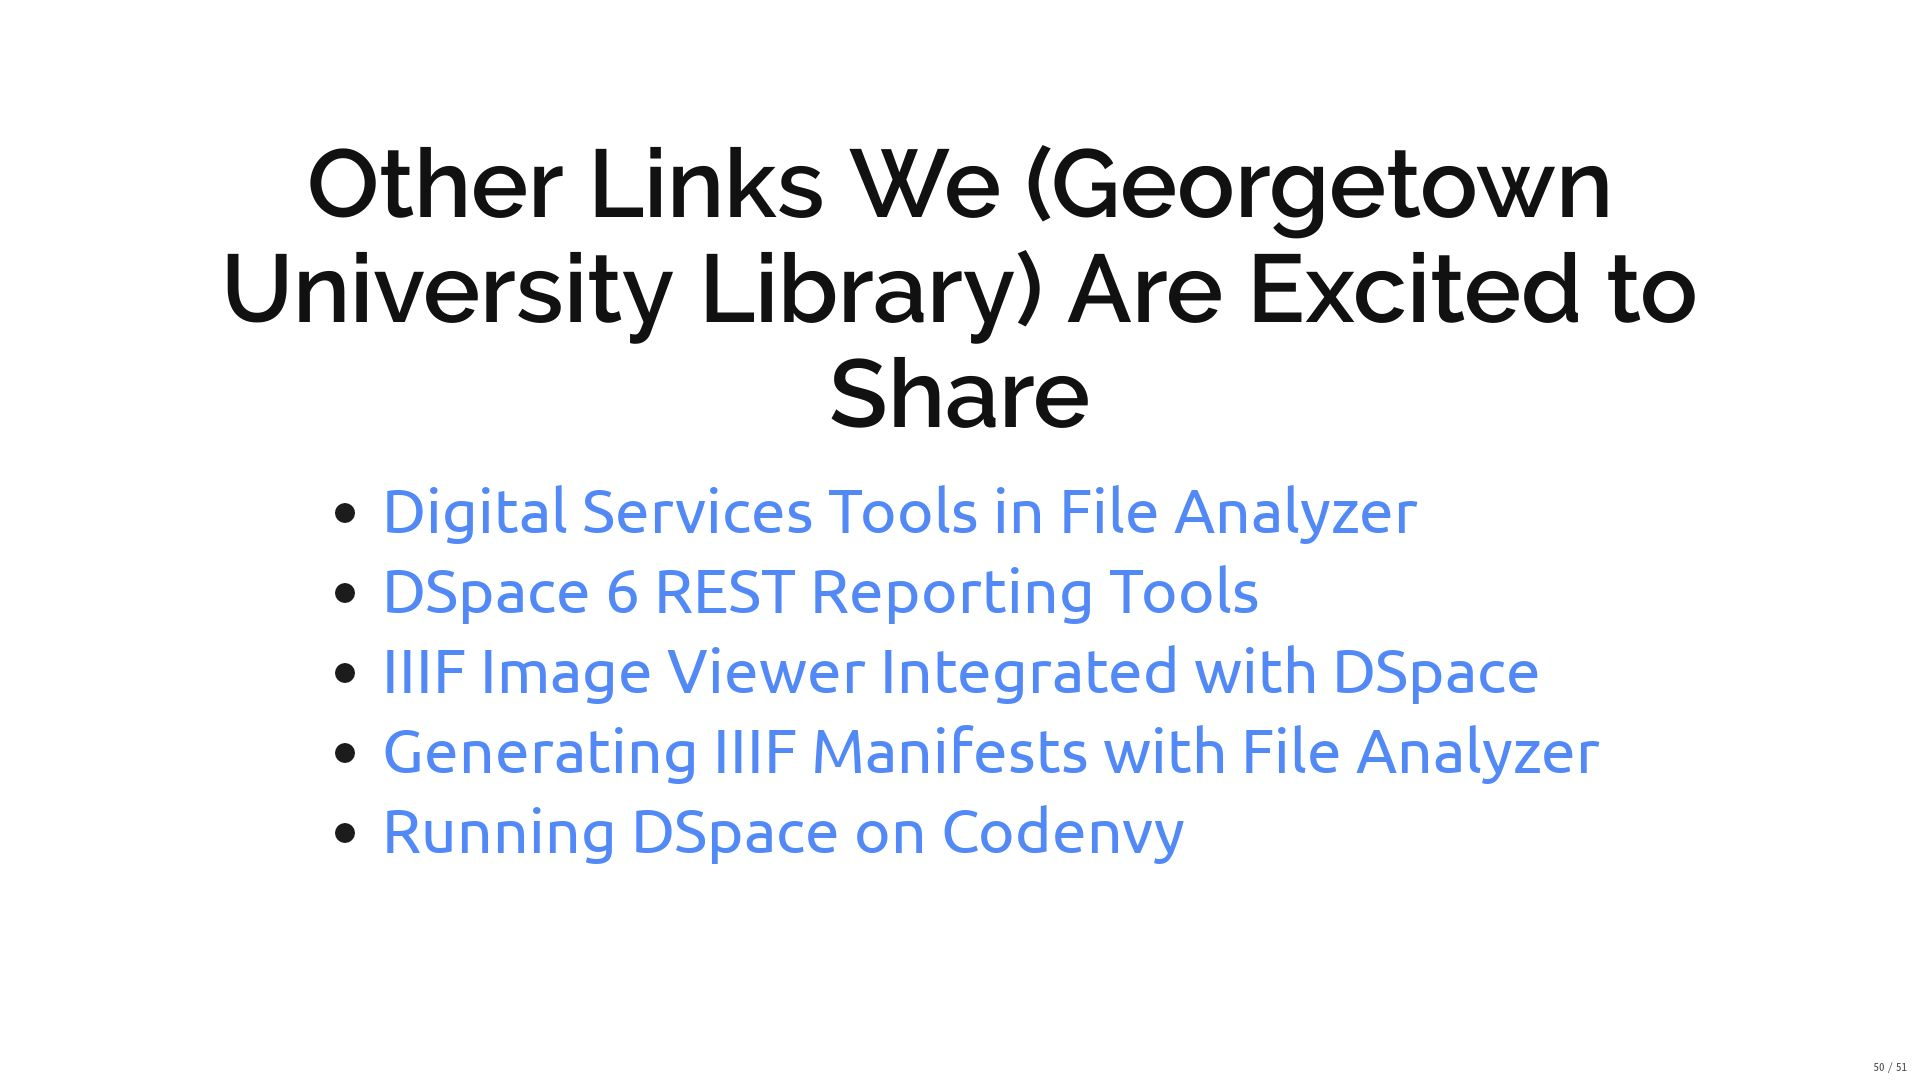 Other Links We (Georgetown
University Library) Are Excited to
Share
• Digital Services Tools in File Analyzer
• DSpace 6 REST Reporting Tools
• IIIF Image Viewer Integrated with DSpace
• Generating IIIF Manifests with File Analyzer
• Running DSpace on Codenvy
50 / 51